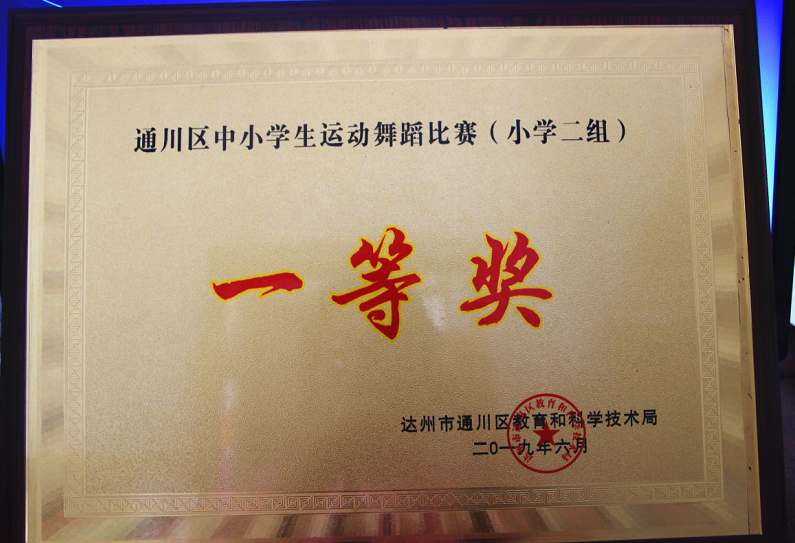 通川区中小学生运动舞蹈比赛（小学二组）
一等奖
达州市通川区教育和科学技术局
二0一九年六月